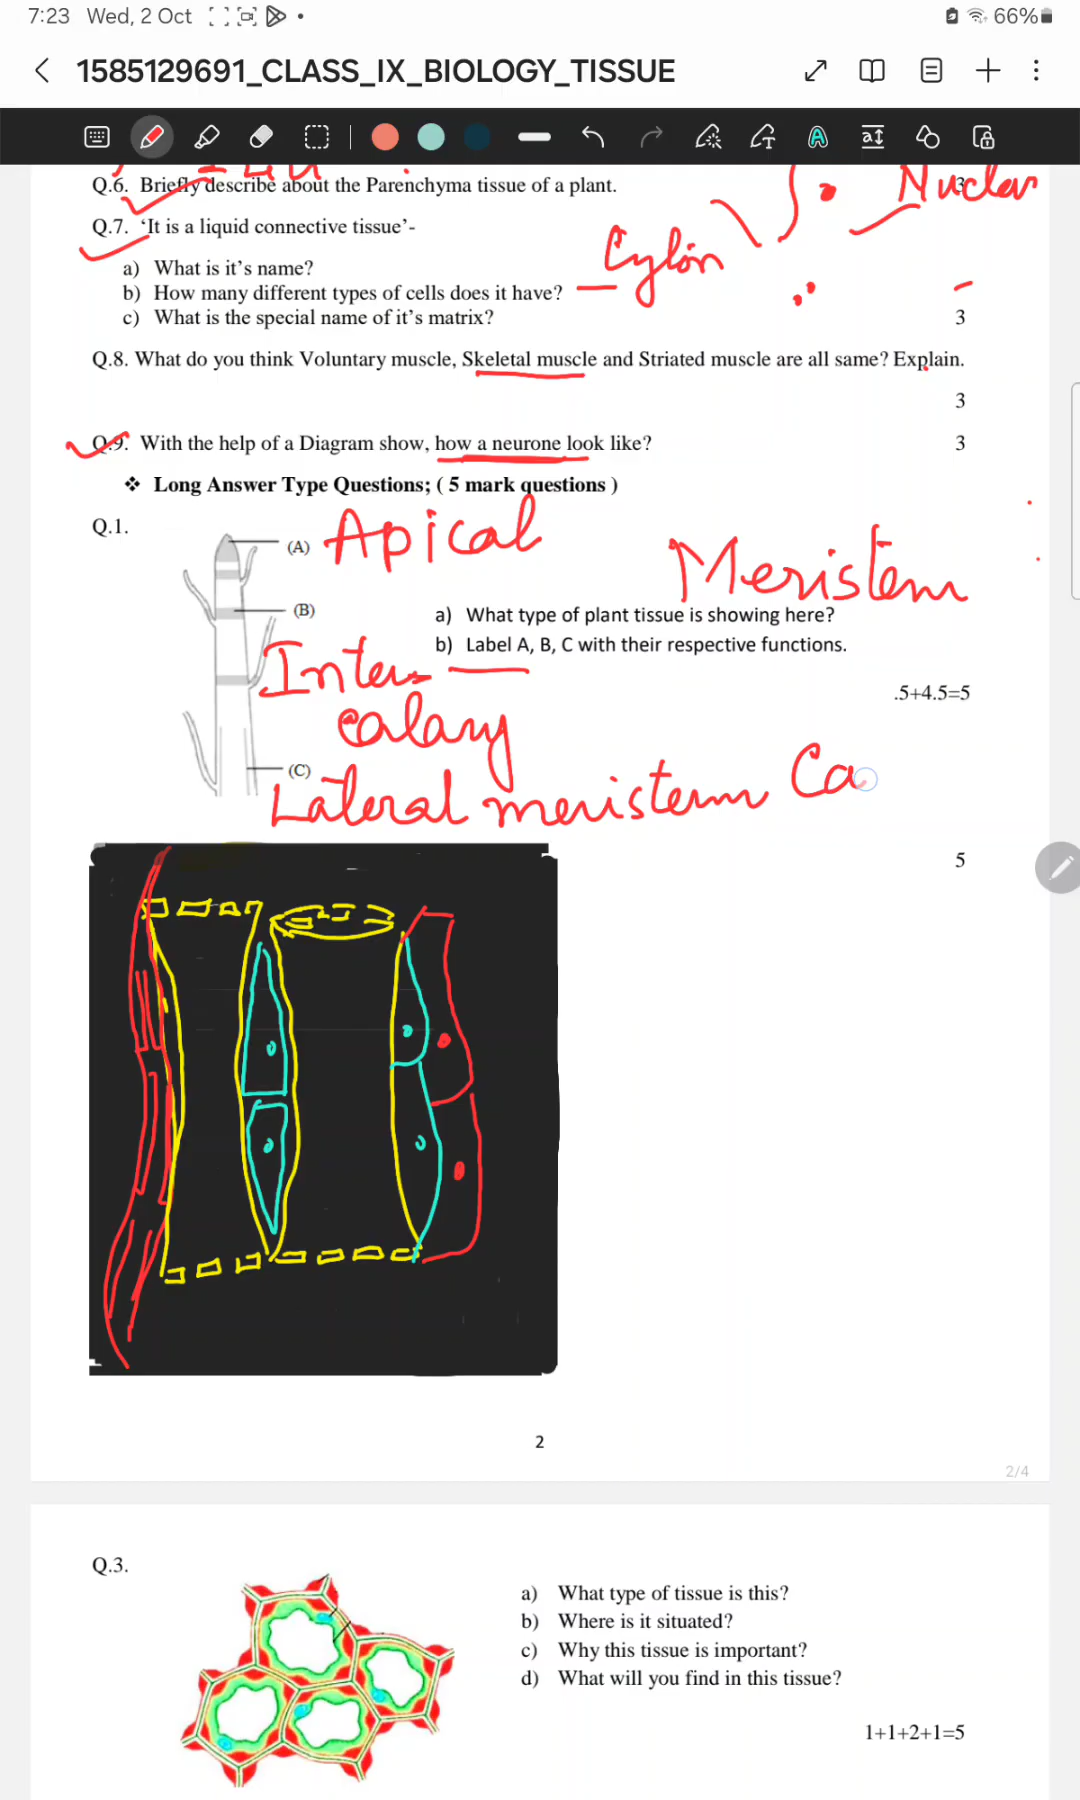 7:23 Wed, 2 Oct
66%
1585129691_CLASS_IX_BIOLOGY_TISSUE
Q.6. Briefly describe about the Parenchyma tissue of a plant.
3
Q.7. ‘It is a liquid connective tissue’-
a) What is it’s name?
b) How many different types of cells does it have?
c) What is the special name of it’s matrix?
3
Q.8. What do you think Voluntary muscle, Skeletal muscle and Striated muscle are all same? Explain.
3
Q.9. With the help of a Diagram show, how a neurone look like?
3
❖ Long Answer Type Questions; ( 5 mark questions )
Q.1.
(A) Apical
Meristem
(B)
a) What type of plant tissue is showing here?
b) Label A, B, C with their respective functions.
Inter-
calary
.5+4.5=5
(C)
Lateral meristem Ca
5
2
2/4
Q.3.
a) What type of tissue is this?
b) Where is it situated?
c) Why this tissue is important?
d) What will you find in this tissue?
1+1+2+1=5